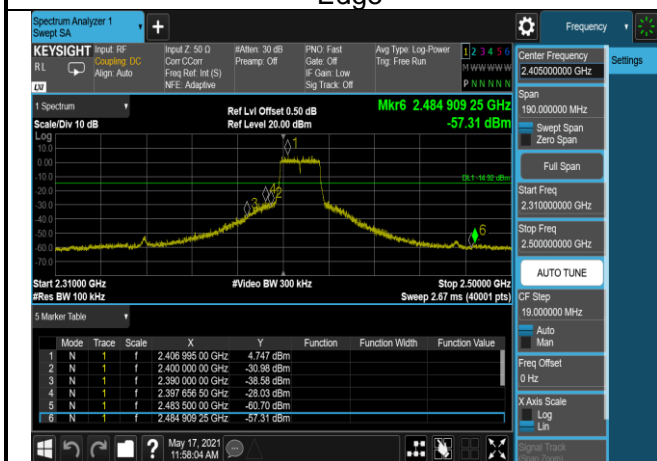 Edge
Spectrum Analyzer 1
Swept SA
Frequency
KEYSIGHT
RL
LXI
Input: RF
Coupling: DC
Align: Auto
Input Z: 50 Ω
Corr CCorr
Freq Ref: Int (S)
NFE: Adaptive
#Atten: 30 dB
Preamp: Off
PNO: Fast
Gate: Off
IF Gain: Low
Sig Track: Off
Avg Type: Log-Power
Trig: Free Run
1 2 3 4 5 6
M W W W W W
P N N N N N
Center Frequency
2.405000000 GHz
Settings
Span
190.000000 MHz
Swept Span
Zero Span
Full Span
Start Freq
2.310000000 GHz
Stop Freq
2.500000000 GHz
AUTO TUNE
CF Step
19.000000 MHz
Auto
Man
Freq Offset
0 Hz
X Axis Scale
Log
Lin
Signal Track
(Span Zoom)
1 Spectrum
Scale/Div 10 dB
Ref Lvl Offset 0.50 dB
Ref Level 20.00 dBm
Mkr6 2.484 909 25 GHz
-57.31 dBm
Log
10.0
0.00
-10.0
-20.0
-30.0
-40.0
-50.0
-60.0
-70.0
1
DL1 -14.92 dBm
3
4
2
6
Start 2.31000 GHz
#Res BW 100 kHz
#Video BW 300 kHz
Stop 2.50000 GHz
Sweep 2.67 ms (40001 pts)
5 Marker Table
Mode Trace Scale X Y Function Function Width Function Value
1 N 1 f 2.406 995 00 GHz 4.747 dBm
2 N 1 f 2.400 000 00 GHz -30.98 dBm
3 N 1 f 2.390 000 00 GHz -38.58 dBm
4 N 1 f 2.397 656 50 GHz -28.03 dBm
5 N 1 f 2.483 500 00 GHz -60.70 dBm
6 N 1 f 2.484 909 25 GHz -57.31 dBm
May 17, 2021
11:58:04 AM